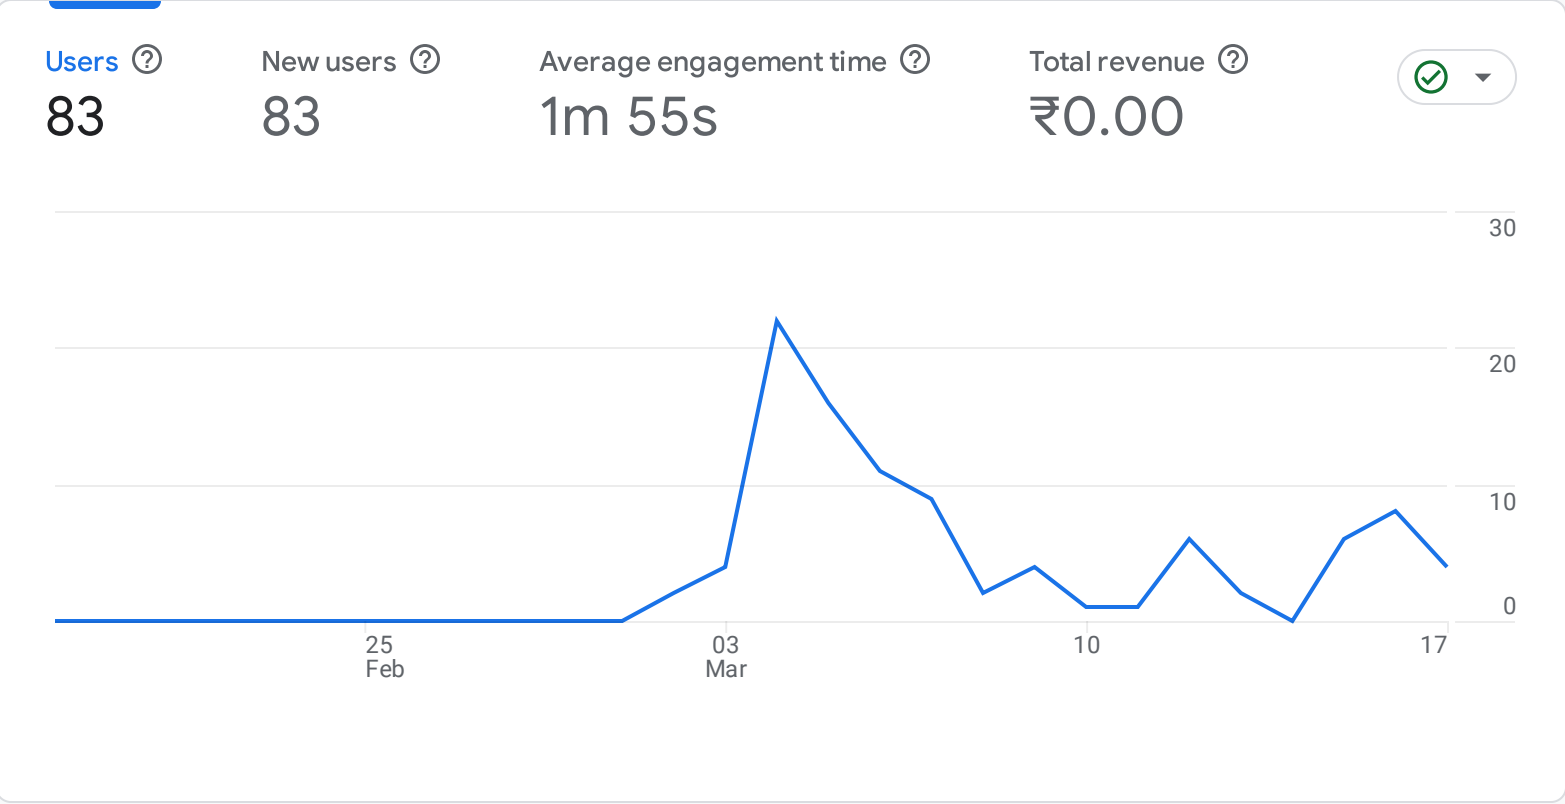 Users
83
New users
83
Average engagement time
1m 55s
Total revenue
₹0.00
30
20
10
0
25
Feb
03
Mar
10
17